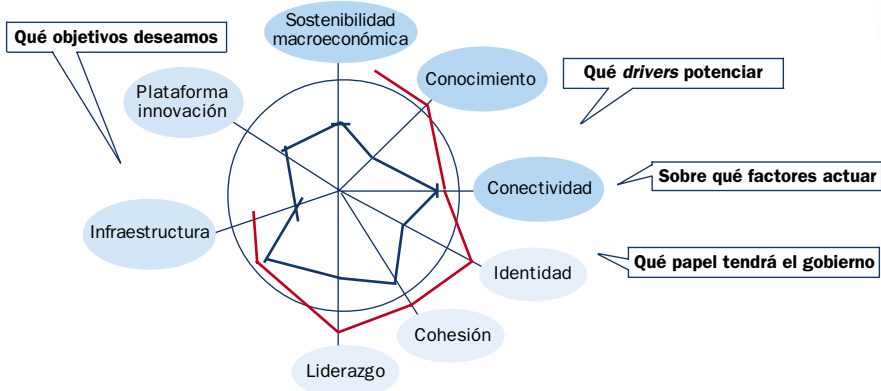 Qué objetivos deseamos
Sostenibilidad
macroeconómica
Conocimiento
Qué drivers potenciar
Plataforma
innovación
Conectividad
Sobre qué factores actuar
Infraestructura
Identidad
Qué papel tendrá el gobierno
Cohesión
Liderazgo